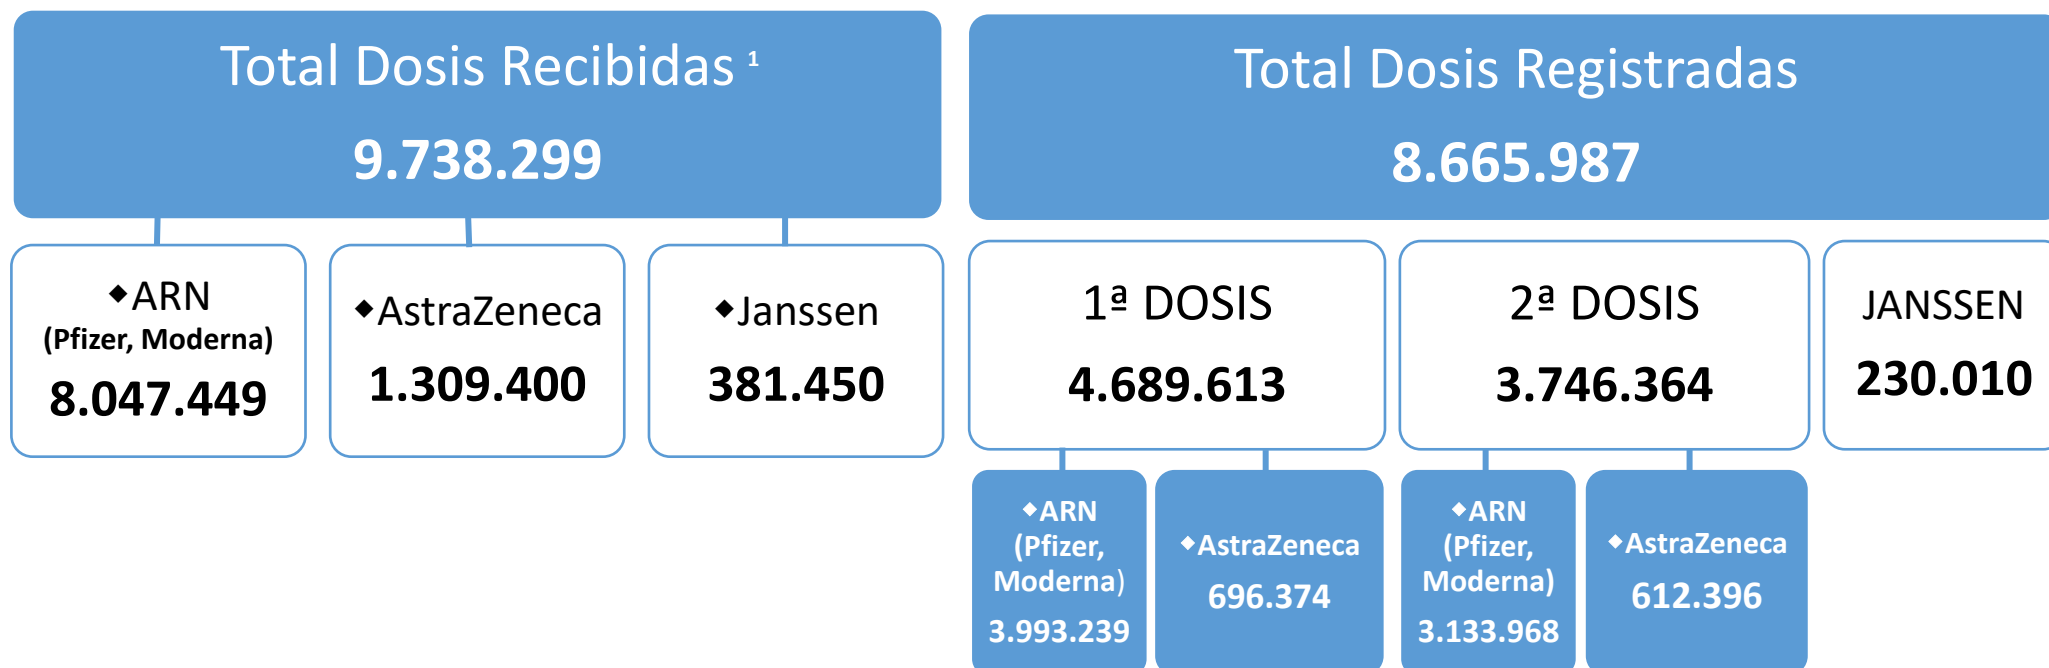 Total Dosis Recibidas 1
9.738.299
◆ARN
(Pfizer, Moderna)
8.047.449
◆AstraZeneca
1.309.400
◆Janssen
381.450
Total Dosis Registradas
8.665.987
1ª DOSIS
4.689.613
◆ARN
(Pfizer,
Moderna)
3.993.239
◆AstraZeneca
696.374
2ª DOSIS
3.746.364
◆ARN
(Pfizer,
Moderna)
3.133.968
◆AstraZeneca
612.396
JANSSEN
230.010